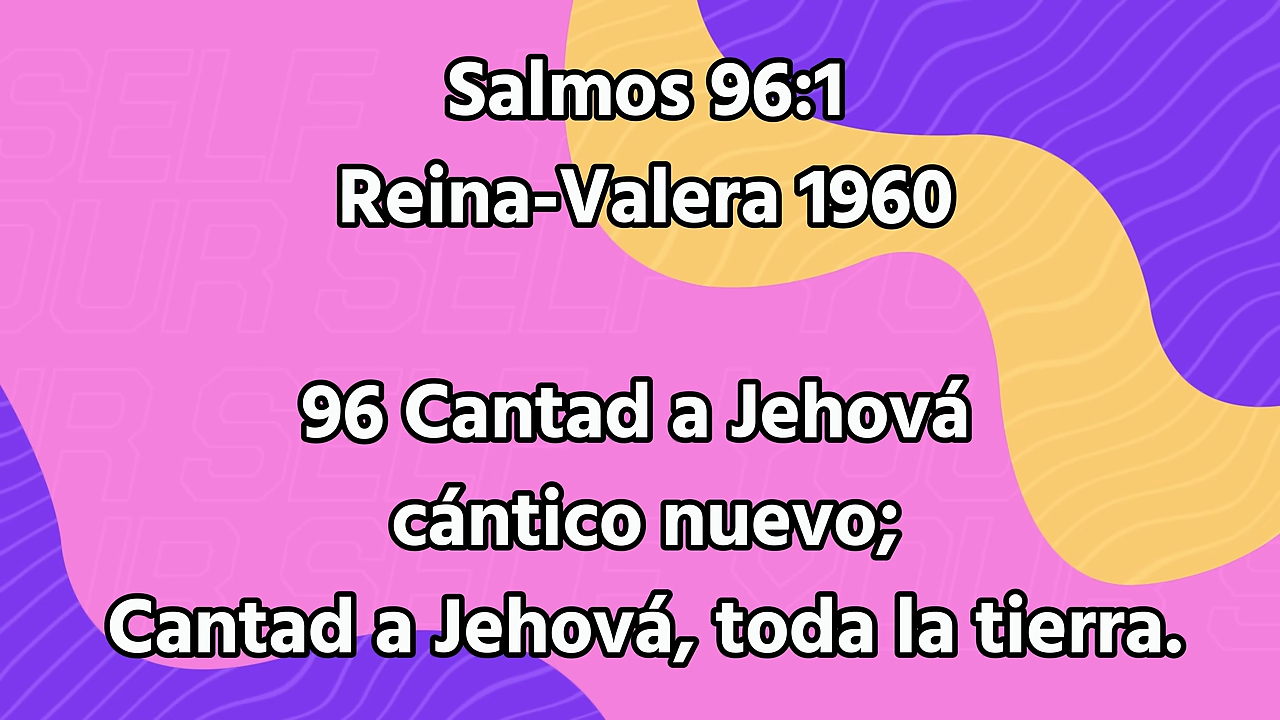 Salmos 96:1
Reina-Valera 1960
96 Cantad a Jehová
cántico nuevo;
Cantad a Jehová, toda la tierra.